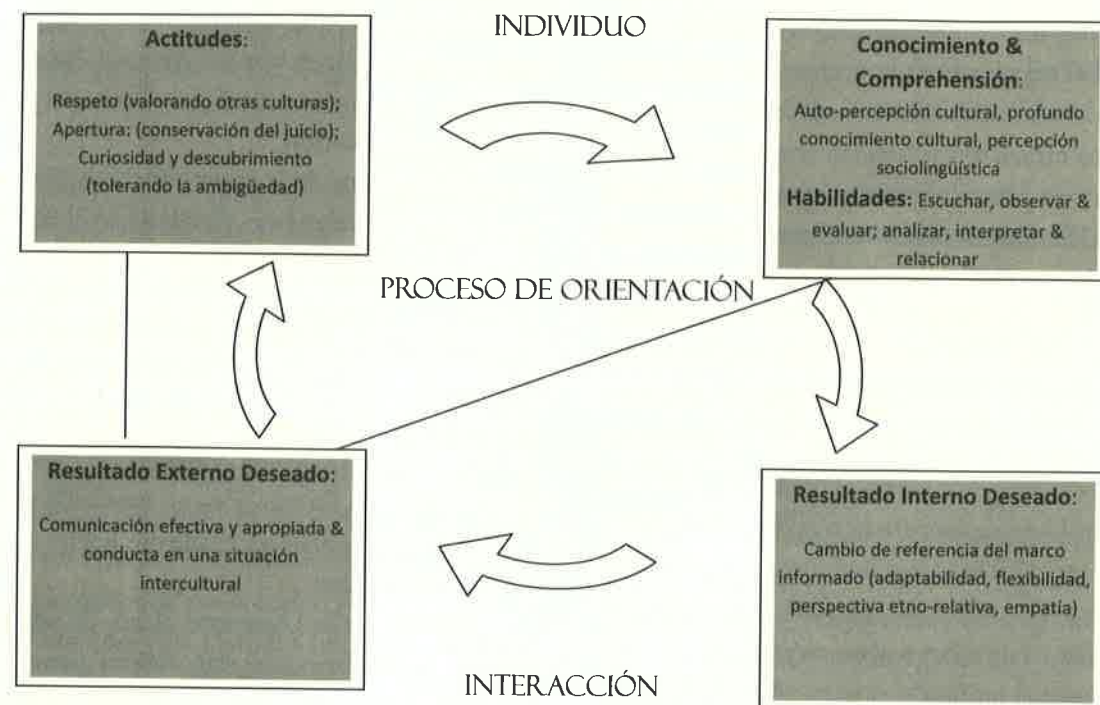 INDIVIDUO
Actitudes:
Respeto (valorando otras culturas);
Apertura: (conservación del juicio);
Curiosidad y descubrimiento
(tolerando la ambigüedad)
Conocimiento &
Comprehensión:
Auto-percepción cultural, profundo
conocimiento cultural, percepción
sociolingüística
Habilidades: Escuchar, observar &
evaluar; analizar, interpretar &
relacionar
PROCESO DE ORIENTACIÓN
Resultado Externo Deseado:
Comunicación efectiva y apropiada &
conducta en una situación
intercultural
Resultado Interno Deseado:
Cambio de referencia del marco
informado (adaptabilidad, flexibilidad,
perspectiva etno-relativa, empatía)
INTERACCIÓN